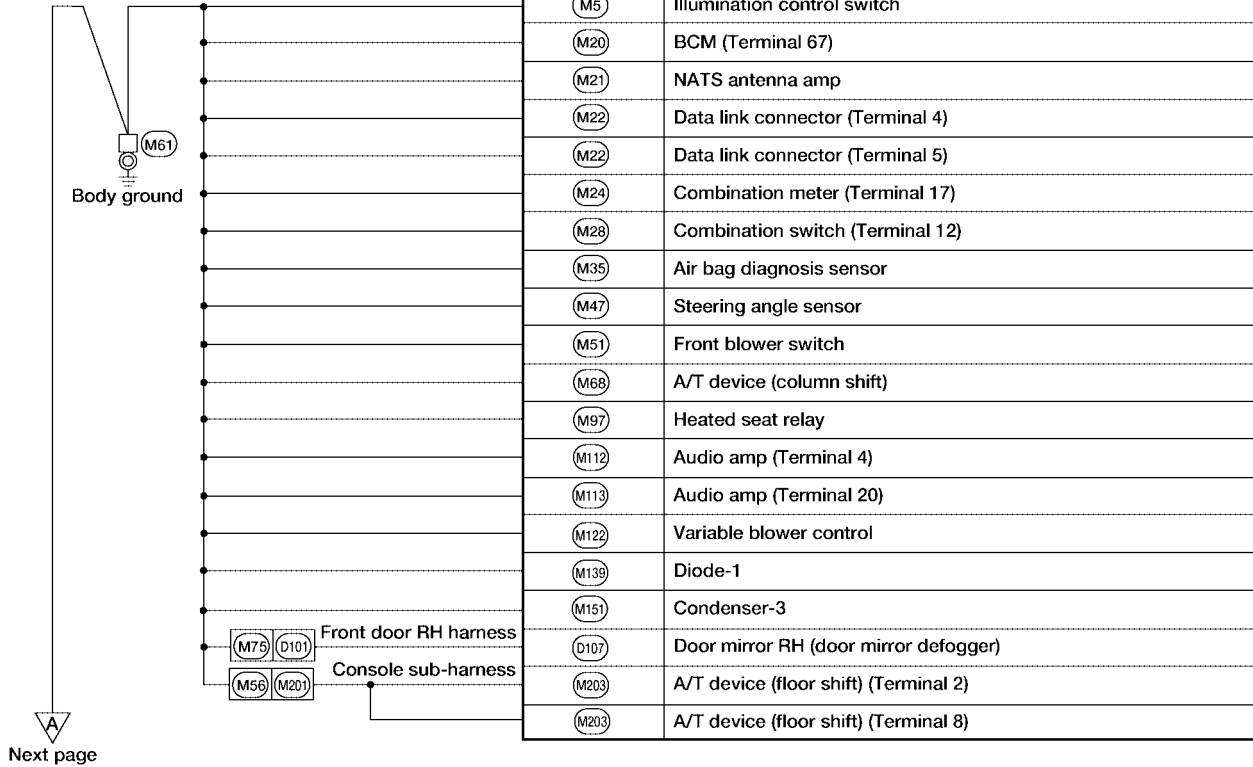 M5 Illumination control switch
M20 BCM (Terminal 67)
M21 NATS antenna amp
M22 Data link connector (Terminal 4)
M61
M22 Data link connector (Terminal 5)
Body ground
M24 Combination meter (Terminal 17)
M28 Combination switch (Terminal 12)
M35 Air bag diagnosis sensor
M47 Steering angle sensor
M51 Front blower switch
M68 A/T device (column shift)
M97 Heated seat relay
M112 Audio amp (Terminal 4)
M113 Audio amp (Terminal 20)
M122 Variable blower control
M139 Diode-1
M151 Condenser-3
M75 D101 Front door RH harness D107 Door mirror RH (door mirror defogger)
M56 M201 Console sub-harness M203 A/T device (floor shift) (Terminal 2)
M203 A/T device (floor shift) (Terminal 8)
A
Next page